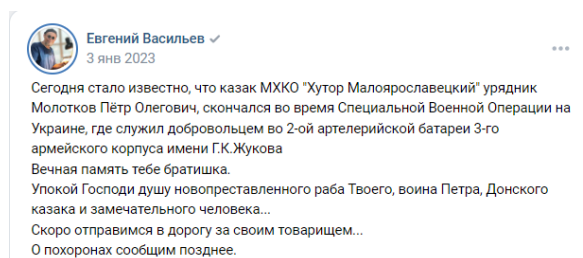 Евгений Васильев
3 янв 2023
Сегодня стало известно, что казак МХКО "Хутор Малоярославецкий" урядник
Молотков Пётр Олегович, скончался во время Специальной Военной Операции на
Украине, где служил добровольцем во 2-ой артелерийской батареи 3-го
армейского корпуса имени Г.К.Жукова
Вечная память тебе братишка.
Упокой Господи душу новопреставленного раба Твоего, воина Петра, Донского
казака и замечательного человека...
Скоро отправимся в дорогу за своим товарищем...
О похоронах сообщим позднее.